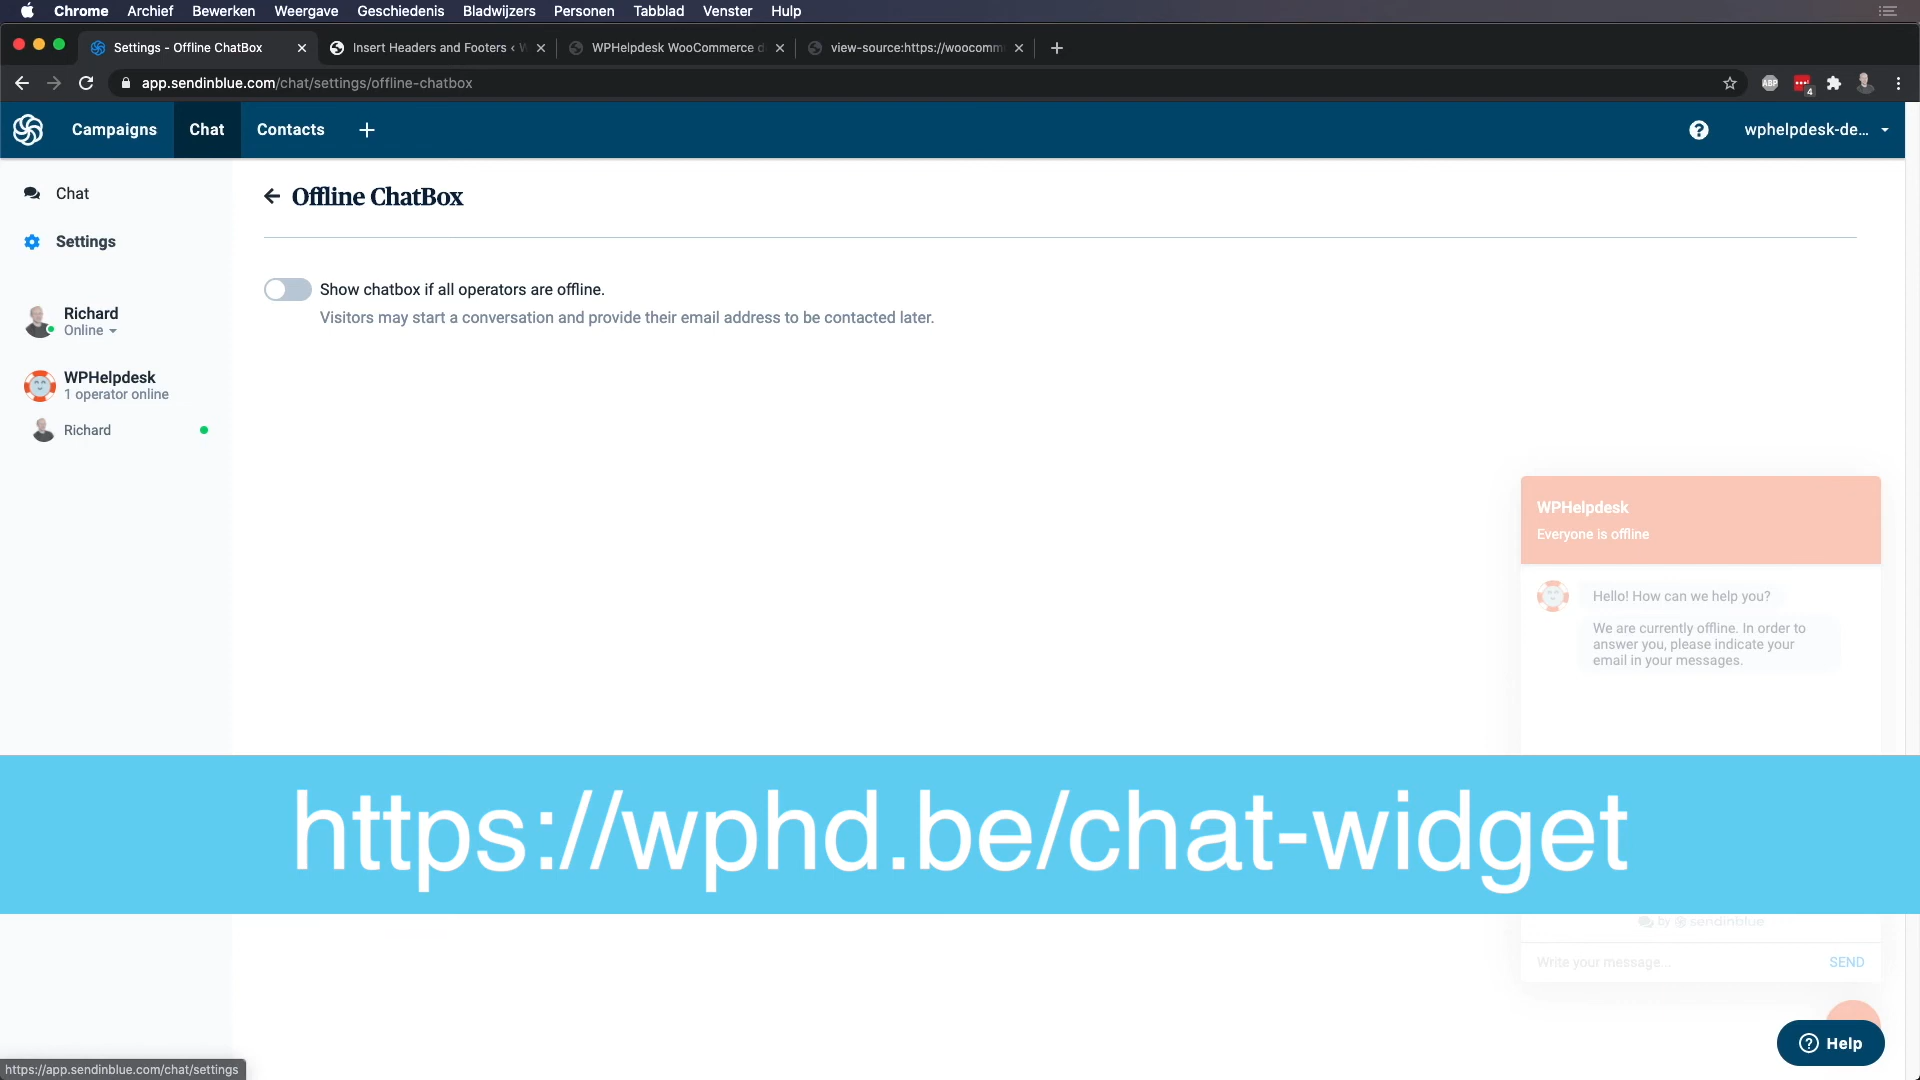 Chrome Archief Bewerken Weergave Geschiedenis Bladwijzers Personen Tabblad Venster Hulp
Settings - Offline ChatBox
Insert Headers and Footers ‹ W
WPHelpdesk WooCommerce d
view-source:https://woocomm
app.sendinblue.com/chat/settings/offline-chatbox
ABP
4
Campaigns Chat Contacts +
wphelpdesk-de...
Chat
Offline ChatBox
Settings
Show chatbox if all operators are offline.
Visitors may start a conversation and provide their email address to be contacted later.
Richard
Online
WPHelpdesk
1 operator online
Richard
WPHelpdesk
Everyone is offline
Hello! How can we help you?
We are currently offline. In order to
answer you, please indicate your
email in your messages.
https://wphd.be/chat-widget
by sendinblue
Write your message...
SEND
Help
https://app.sendinblue.com/chat/settings